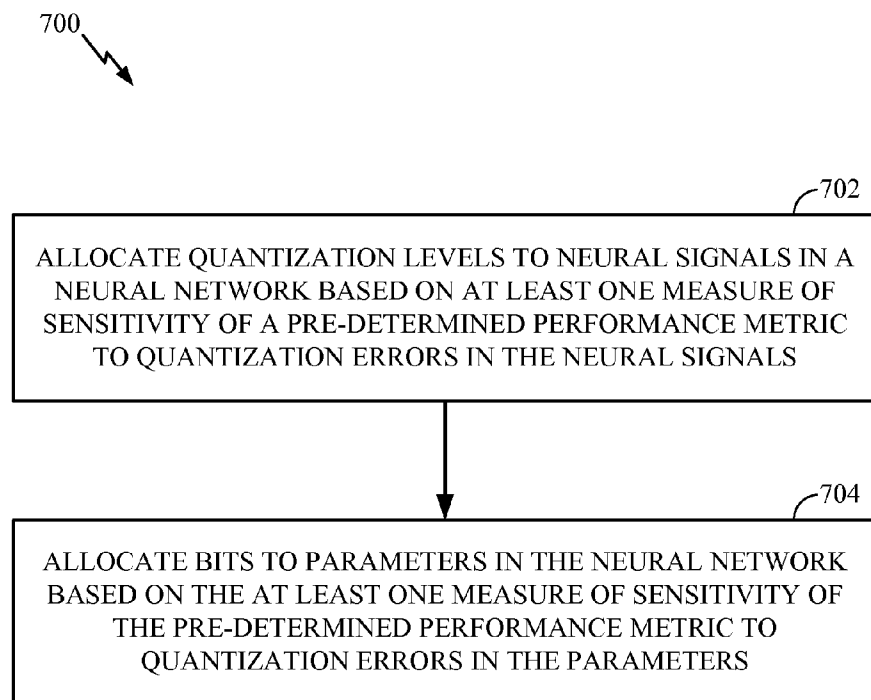 700
702
ALLOCATE QUANTIZATION LEVELS TO NEURAL SIGNALS IN A
NEURAL NETWORK BASED ON AT LEAST ONE MEASURE OF
SENSITIVITY OF A PRE-DETERMINED PERFORMANCE METRIC
TO QUANTIZATION ERRORS IN THE NEURAL SIGNALS
704
ALLOCATE BITS TO PARAMETERS IN THE NEURAL NETWORK
BASED ON THE AT LEAST ONE MEASURE OF SENSITIVITY OF
THE PRE-DETERMINED PERFORMANCE METRIC TO
QUANTIZATION ERRORS IN THE PARAMETERS